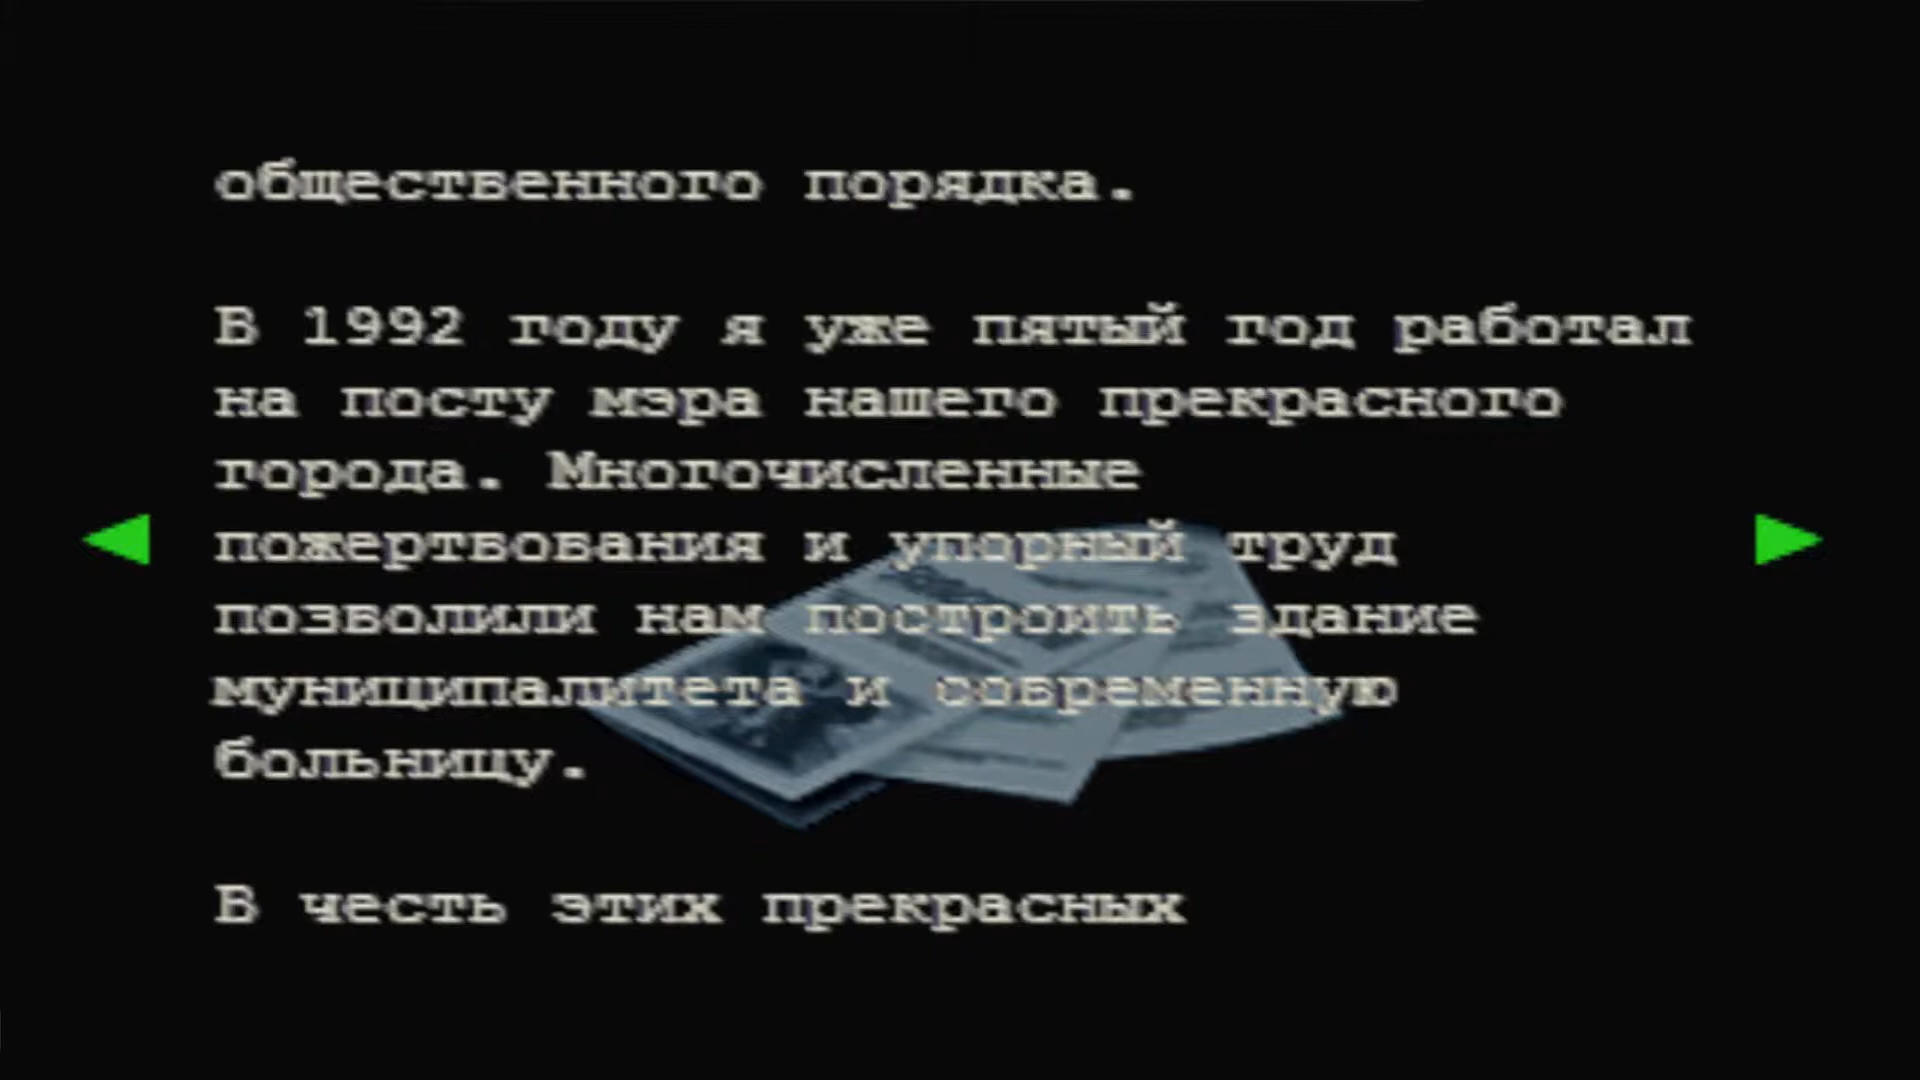 общественного порядка.
В 1992 году я уже пятый год работал
на посту мэра нашего прекрасного
города. Многочисленные
пожертвования и упорный труд
позволили нам построить здание
муниципалитета и современную
больницу.
В честь этих прекрасных